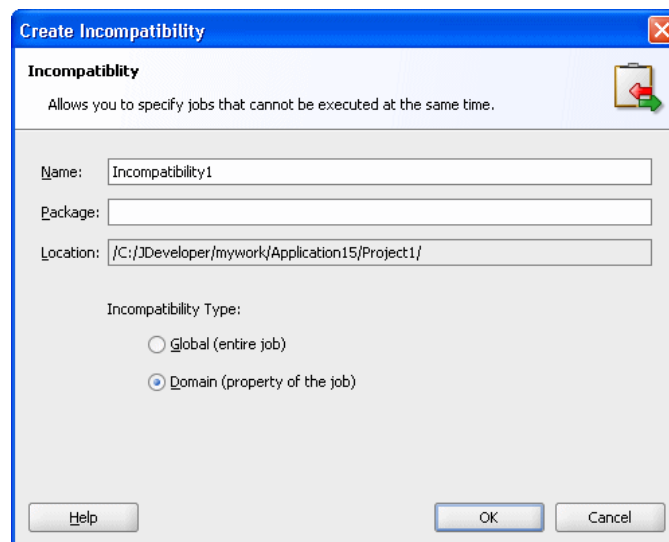 Create Incompatibility
Incompatiblity
Allows you to specify jobs that cannot be executed at the same time.
Name: Incompatibility1
Package:
Location: /C:/JDeveloper/mywork/Application15/Project1/
Incompatibility Type:
Global (entire job)
Domain (property of the job)
Help OK Cancel